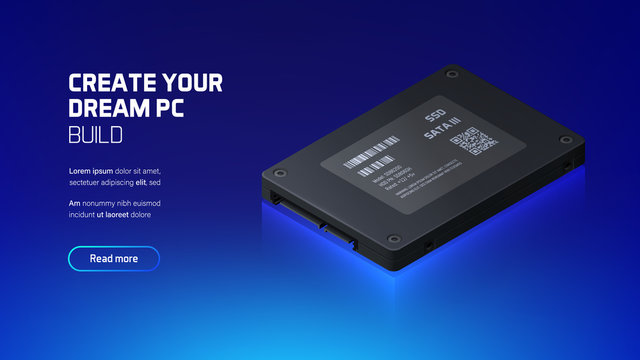 CREATE YOUR
DREAM PC
BUILD
Lorem ipsum dolor sit amet,
sectetuer adipiscing elit, sed
Am nonummy nibh euismod
incidunt ut laoreet dolore
Read more
SSD
SATA III